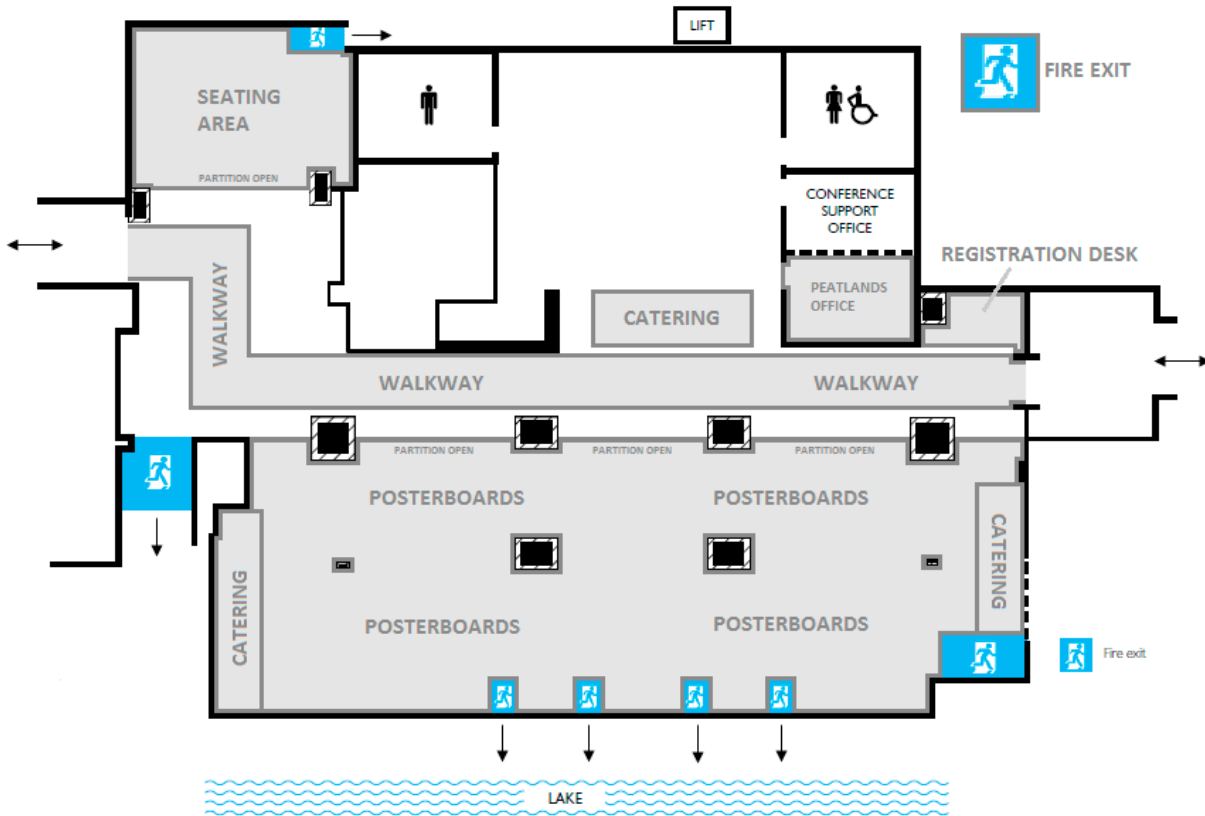 LIFT
FIRE EXIT
SEATING
AREA
PARTITION OPEN
CONFERENCE
SUPPORT
OFFICE
REGISTRATION DESK
WALKWAY
PEATLANDS
OFFICE
CATERING
WALKWAY
WALKWAY
PARTITION OPEN
PARTITION OPEN
PARTITION OPEN
POSTERBOARDS
POSTERBOARDS
CATERING
CATERING
POSTERBOARDS
POSTERBOARDS
Fire exit
LAKE